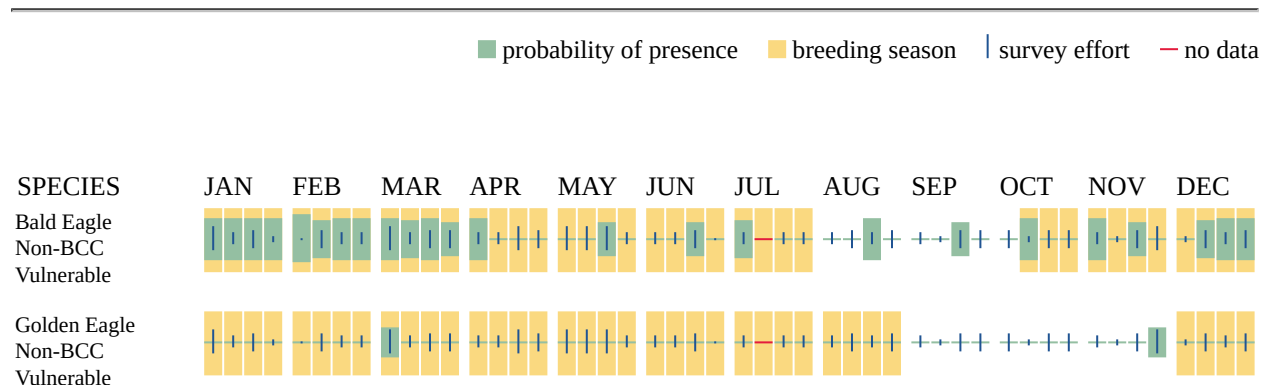 probability of presence breeding season survey effort no data
SPECIES JAN FEB MAR APR MAY JUN JUL AUG SEP OCT NOV DEC
Bald Eagle
Non-BCC
Vulnerable
Golden Eagle
Non-BCC
Vulnerable